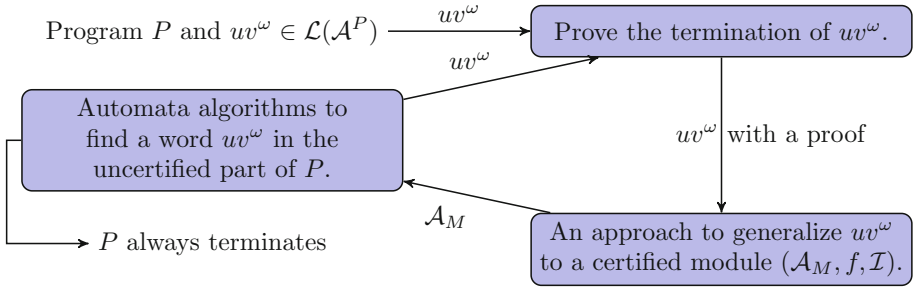 Program P and uv^ω ∈ 𝓛(𝓐^P)
uv^ω
Prove the termination of uv^ω.
uv^ω
Automata algorithms to
find a word uv^ω in the
uncertified part of P.
uv^ω with a proof
𝓐_M
P always terminates
An approach to generalize uv^ω
to a certified module (𝓐_M, f, 𝓘).